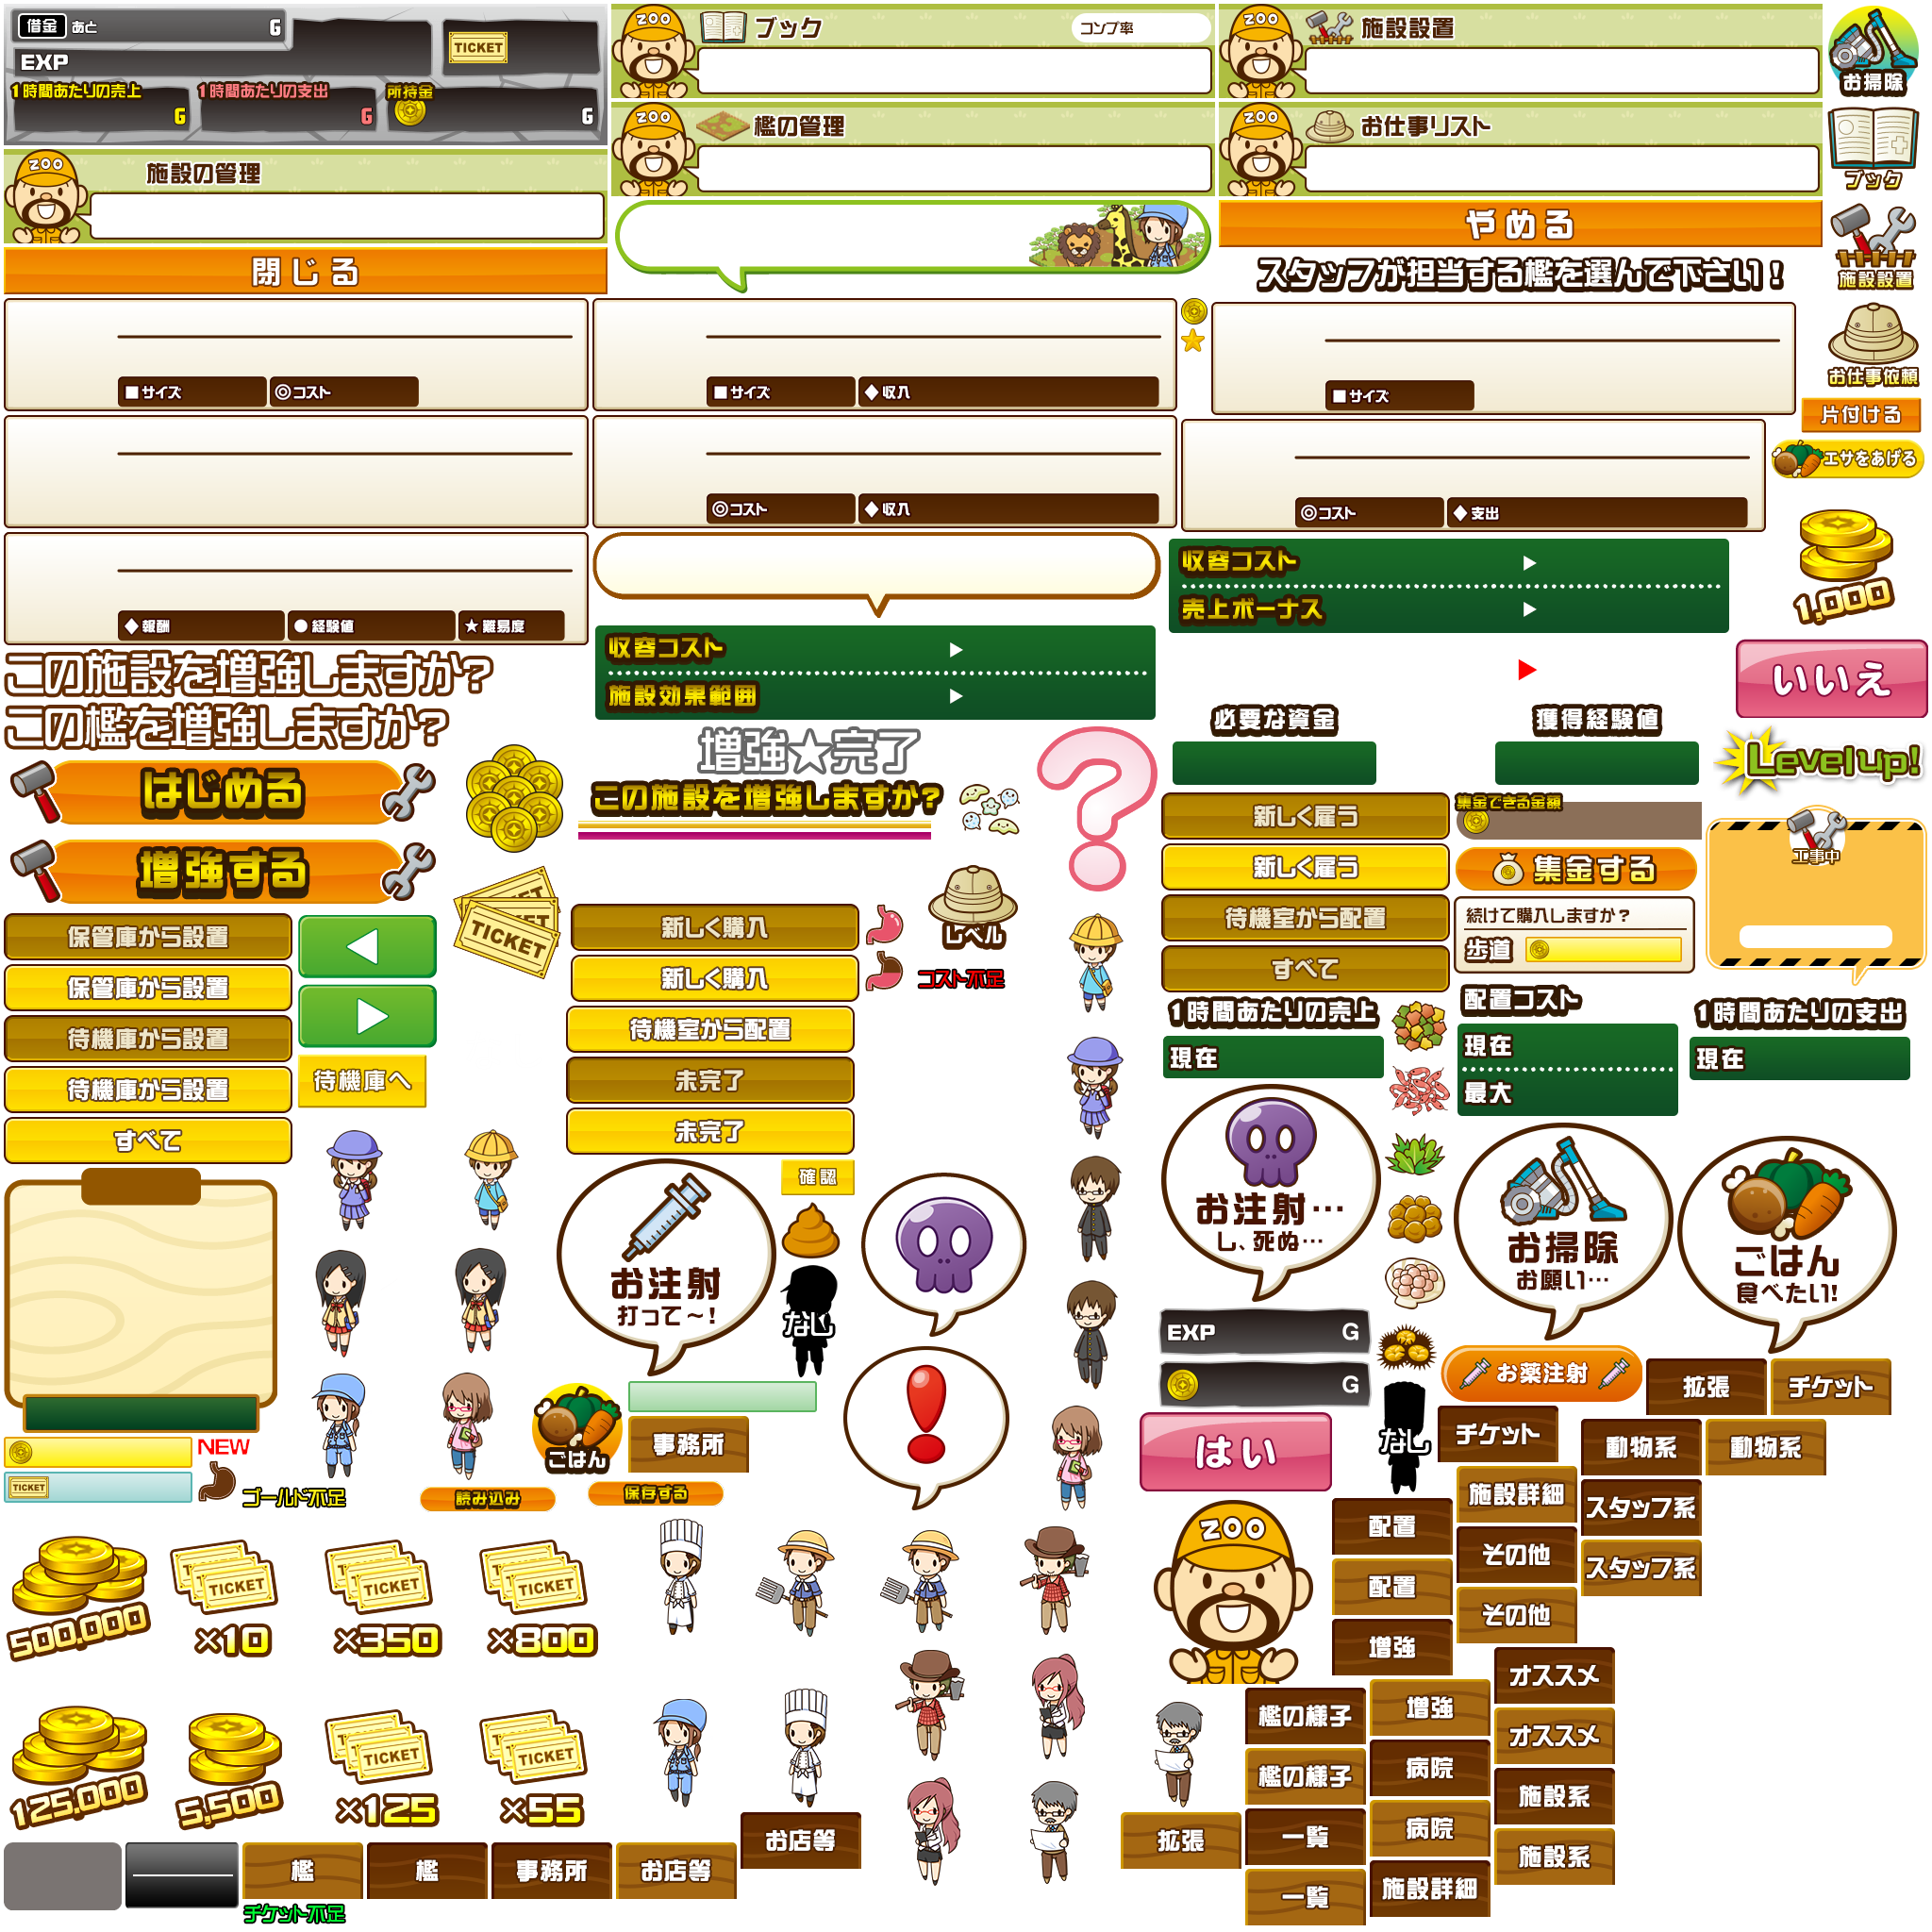 借金 あと G
EXP
TICKET
1時間あたりの売上
G
1時間あたりの支出
G
所持金
G
ZOO
施設の管理
閉じる
ZOO
ブック
コンプ率
ZOO
檻の管理
ZOO
施設設置
ZOO
お仕事リスト
やめる
スタッフが担当する檻を選んで下さい!
お掃除
ブック
施設設置
お仕事依頼
片付ける
エサをあげる
■サイズ
◎コスト
■サイズ
◆収入
■サイズ
◎コスト
◆収入
◎コスト
◆支出
◆報酬
●経験値
★難易度
収容コスト
売上ボーナス
1,000
収容コスト
施設効果範囲
いいえ
この施設を増強しますか?
この檻を増強しますか?
必要な資金
獲得経験値
Level up!
増強★完了
この施設を増強しますか?
はじめる
増強する
新しく雇う
新しく雇う
待機室から配置
すべて
集金できる金額
集金する
続けて購入しますか?
歩道
工事中
TICKET
TICKET
保管庫から設置
保管庫から設置
待機庫から設置
待機庫から設置
すべて
待機庫へ
新しく購入
新しく購入
待機室から配置
未完了
未完了
確認
レベル
コスト不足
1時間あたりの売上
現在
配置コスト
現在
最大
1時間あたりの支出
現在
お注射
打って～!
なし
お注射…
し、死ぬ…
お掃除
お願い…
ごはん
食べたい!
EXP G
G
はい
なし
お薬注射
拡張
チケット
チケット
動物系
動物系
施設詳細
スタッフ系
配置
その他
スタッフ系
配置
その他
増強
オススメ
檻の様子
増強
オススメ
檻の様子
病院
施設系
拡張
一覧
病院
施設系
一覧
施設詳細
ZOO
NEW
TICKET
ゴールド不足
読み込み
ごはん
事務所
保存する
500,000
TICKET
×10
TICKET
×350
TICKET
×800
125,000
5,500
TICKET
×125
TICKET
×55
檻
檻
事務所
お店等
お店等
チケット不足